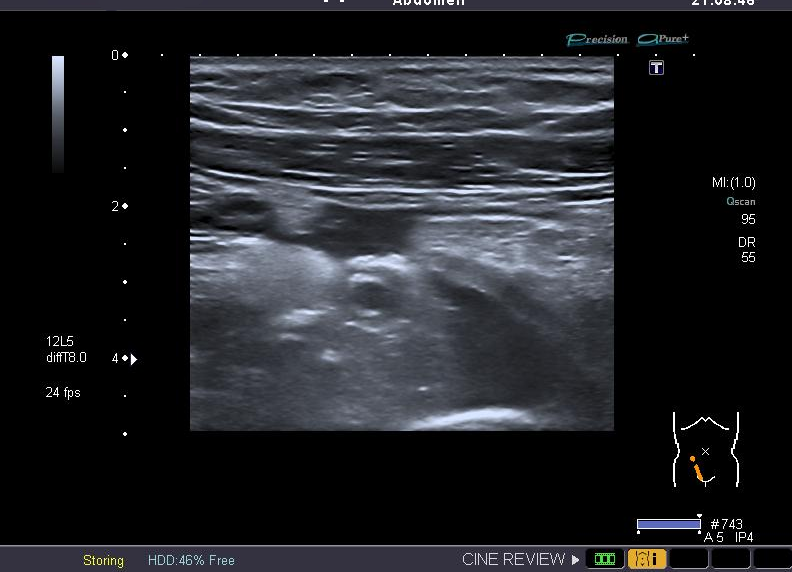 Abdomen
21:08:46
Precision APure+
T
0
2
4
MI:(1.0)
Qscan
95
DR
55
12L5
diffT8.0
24 fps
#743
A 5 IP4
Storing HDD:46% Free CINE REVIEW
i